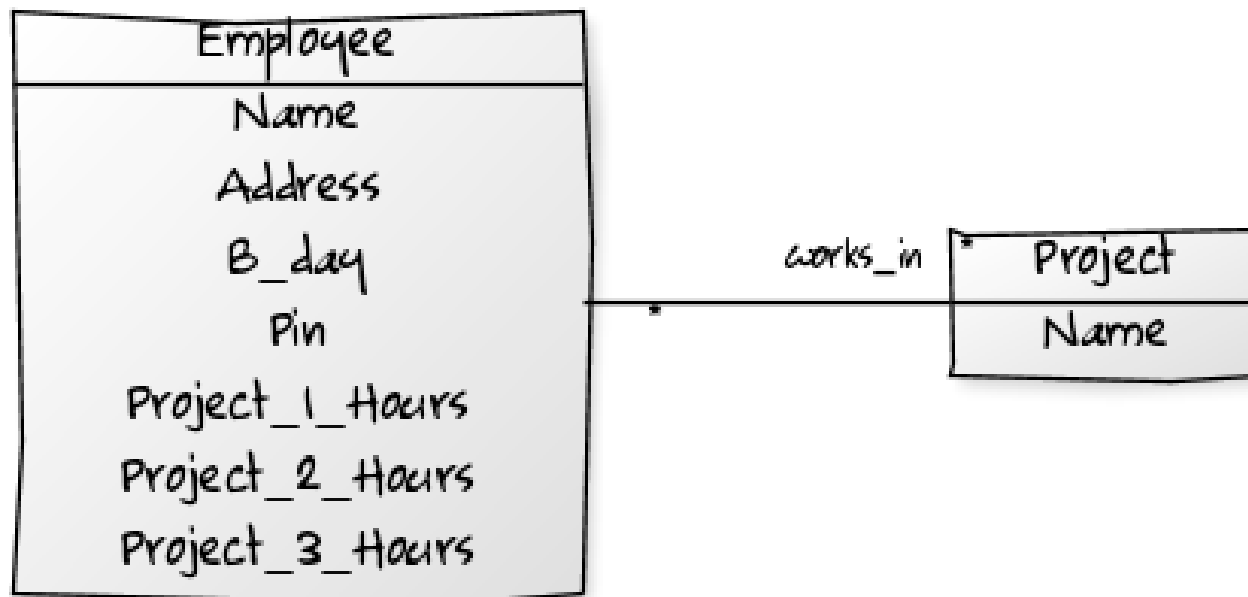 Employee
Name
Address
B_day
Pin
Project_1_Hours
Project_2_Hours
Project_3_Hours
*
works_in
*
Project
Name